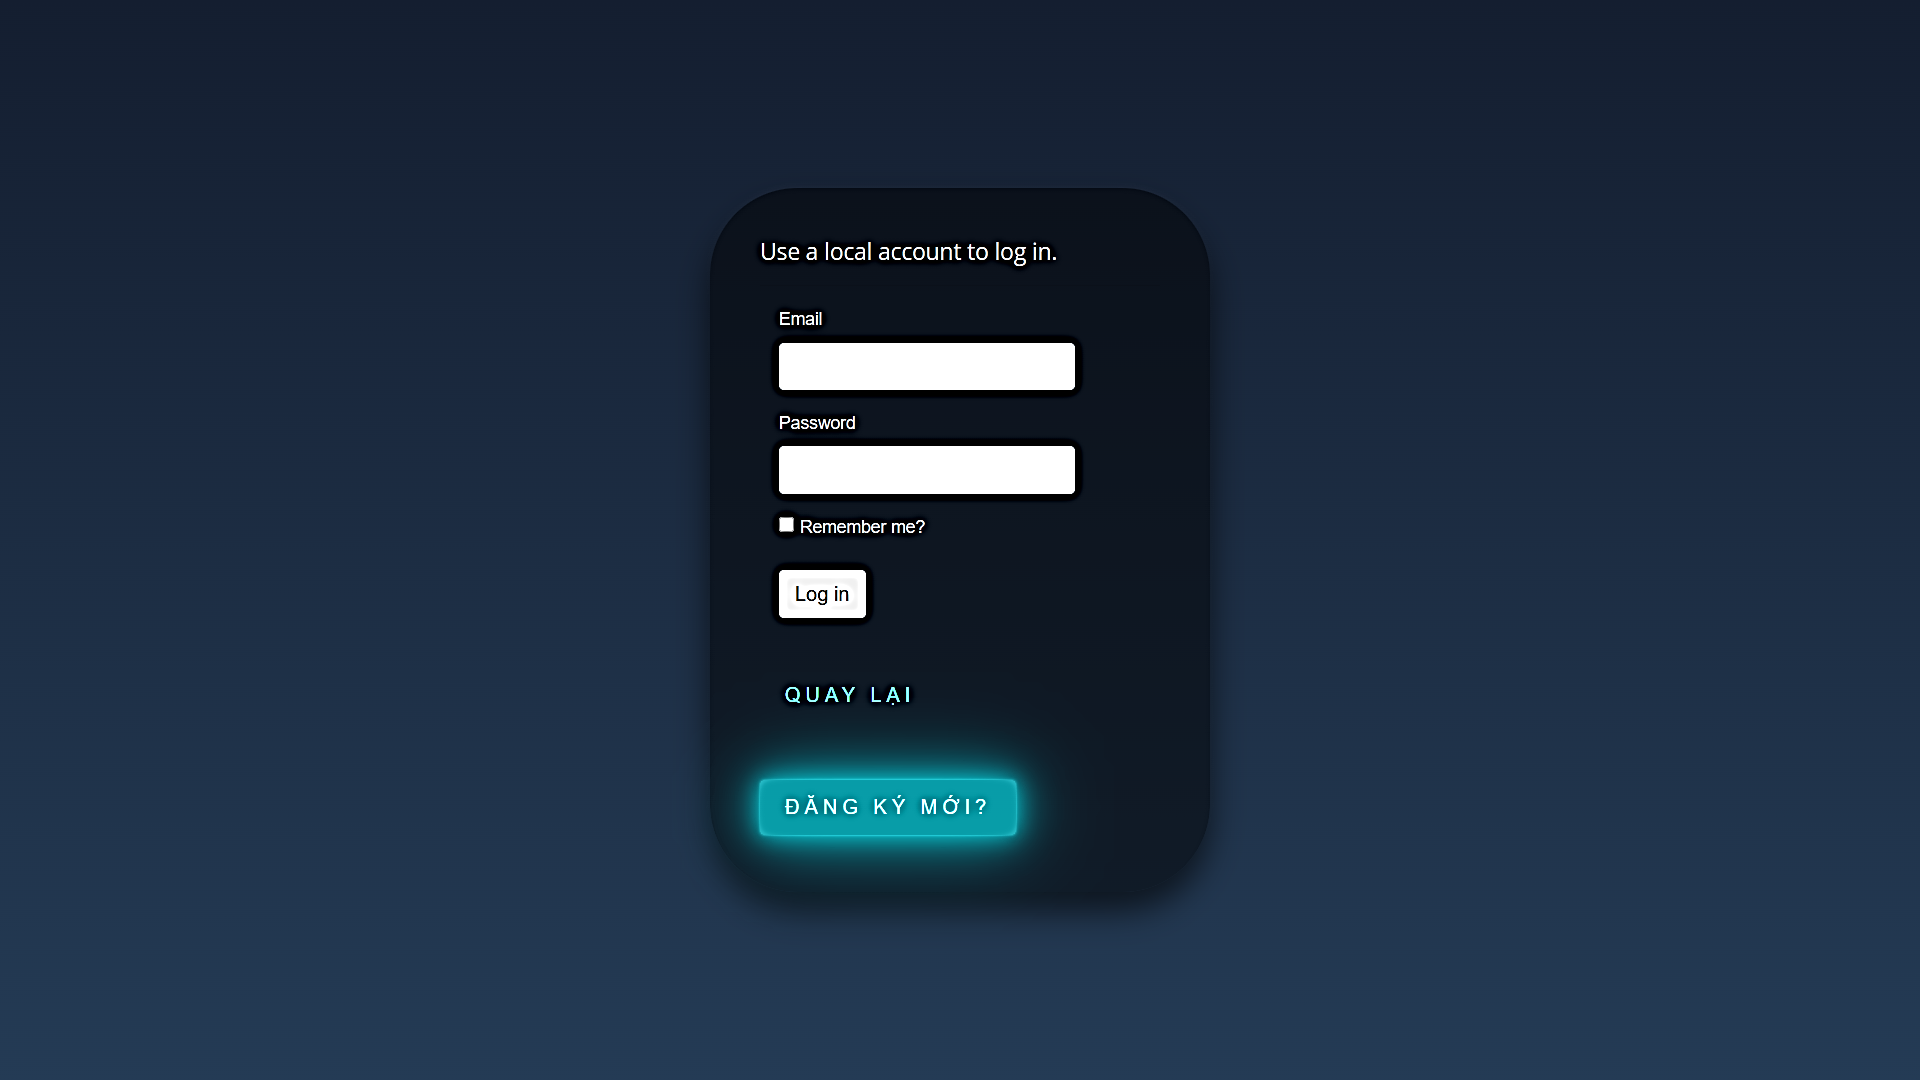 Use a local account to log in.
Email
Password
Remember me?
Log in
QUAY LẠI
ĐĂNG KÝ MỚI?